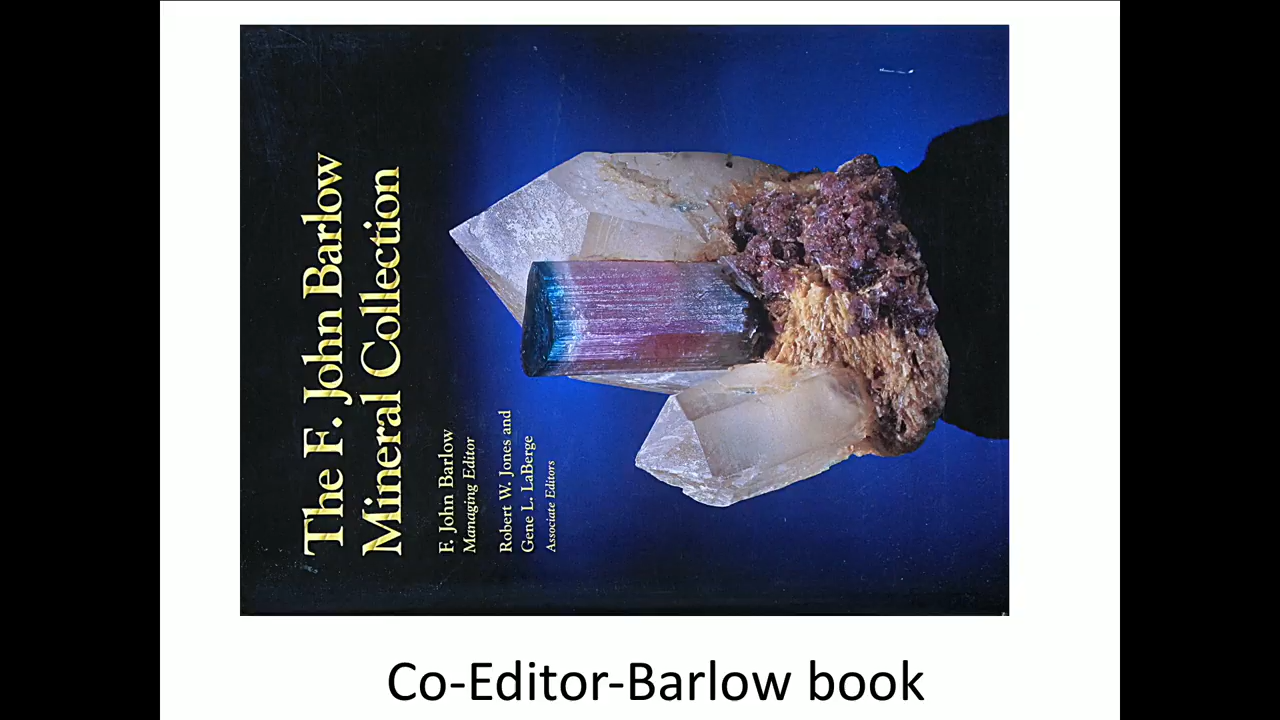 The F. John Barlow
Mineral Collection
F. John Barlow
Managing Editor
Robert W. Jones and
Gene L. LaBerge
Associate Editors
Co-Editor-Barlow book